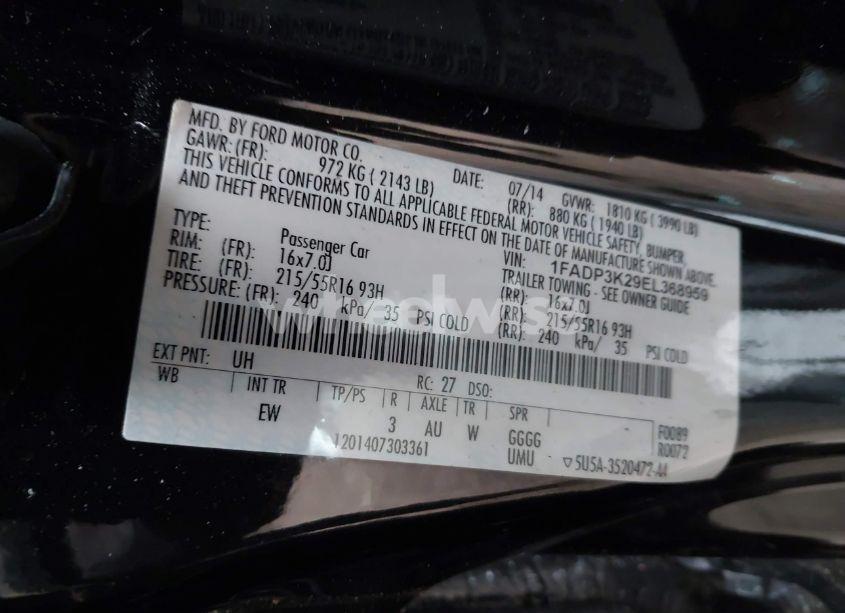 MFD. BY FORD MOTOR CO.
DATE: 07/14 GVWR: 1810 KG ( 3990 LB)
GAWR: (FR): 972 KG ( 2143 LB) (RR): 880 KG ( 1940 LB)
THIS VEHICLE CONFORMS TO ALL APPLICABLE FEDERAL MOTOR VEHICLE SAFETY, BUMPER,
AND THEFT PREVENTION STANDARDS IN EFFECT ON THE DATE OF MANUFACTURE SHOWN ABOVE.
VIN: 1FADP3K29EL368959
TYPE: Passenger Car TRAILER TOWING - SEE OWNER GUIDE
RIM: (FR): 16x7.0J (RR): 16x7.0J
TIRE: (FR): 215/55R16 93H (RR): 215/55R16 93H
PRESSURE: (FR): 240 kPa/ 35 PSI COLD (RR): 240 kPa/ 35 PSI COLD
EXT PNT: UH RC: 27 DSO:
WB INT TR TP/PS R AXLE TR SPR
EW 3 AU W GGGG F0089
1201407303361 UMU R0072
▽5U5A-3520472-AA
wheelwise